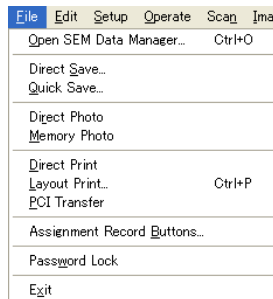 File Edit Setup Operate Scan Ima
Open SEM Data Manager... Ctrl+O
Direct Save...
Quick Save...
Direct Photo
Memory Photo
Direct Print
Layout Print... Ctrl+P
PCI Transfer
Assignment Record Buttons...
Password Lock
Exit